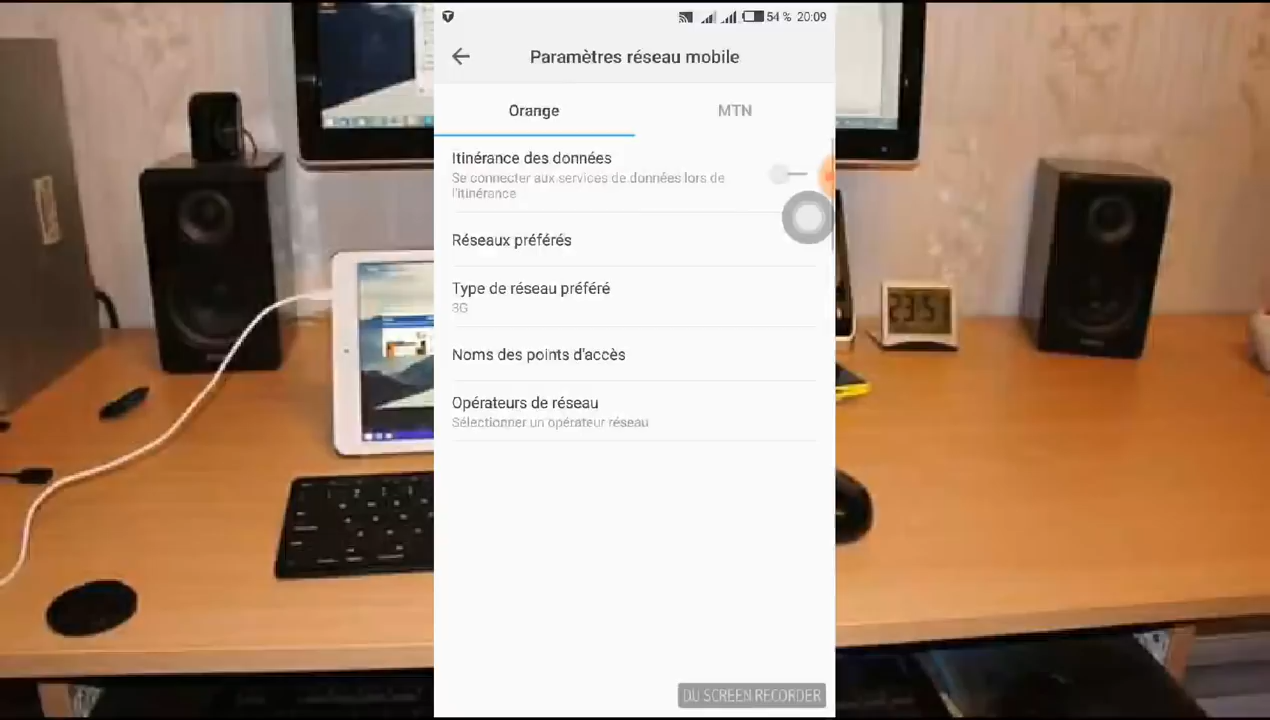 54 % 20:09
Paramètres réseau mobile
Orange MTN
Itinérance des données
Se connecter aux services de données lors de
l'itinérance
Réseaux préférés
Type de réseau préféré
3G
Noms des points d'accès
Opérateurs de réseau
Sélectionner un opérateur réseau
23:51
DU SCREEN RECORDER